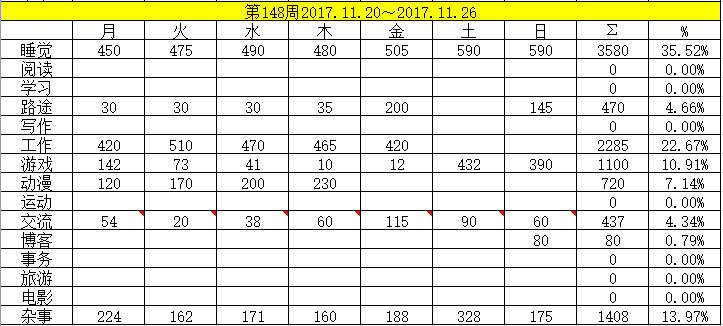 第148周2017.11.20～2017.11.26
月 火 水 木 金 土 日 Σ %
睡觉 450 475 490 480 505 590 590 3580 35.52%
阅读 0 0.00%
学习 0 0.00%
路途 30 30 30 35 200 145 470 4.66%
写作 0 0.00%
工作 420 510 470 465 420 2285 22.67%
游戏 142 73 41 10 12 432 390 1100 10.91%
动漫 120 170 200 230 720 7.14%
运动 0 0.00%
交流 54 20 38 60 115 90 60 437 4.34%
博客 80 80 0.79%
事务 0 0.00%
旅游 0 0.00%
电影 0 0.00%
杂事 224 162 171 160 188 328 175 1408 13.97%